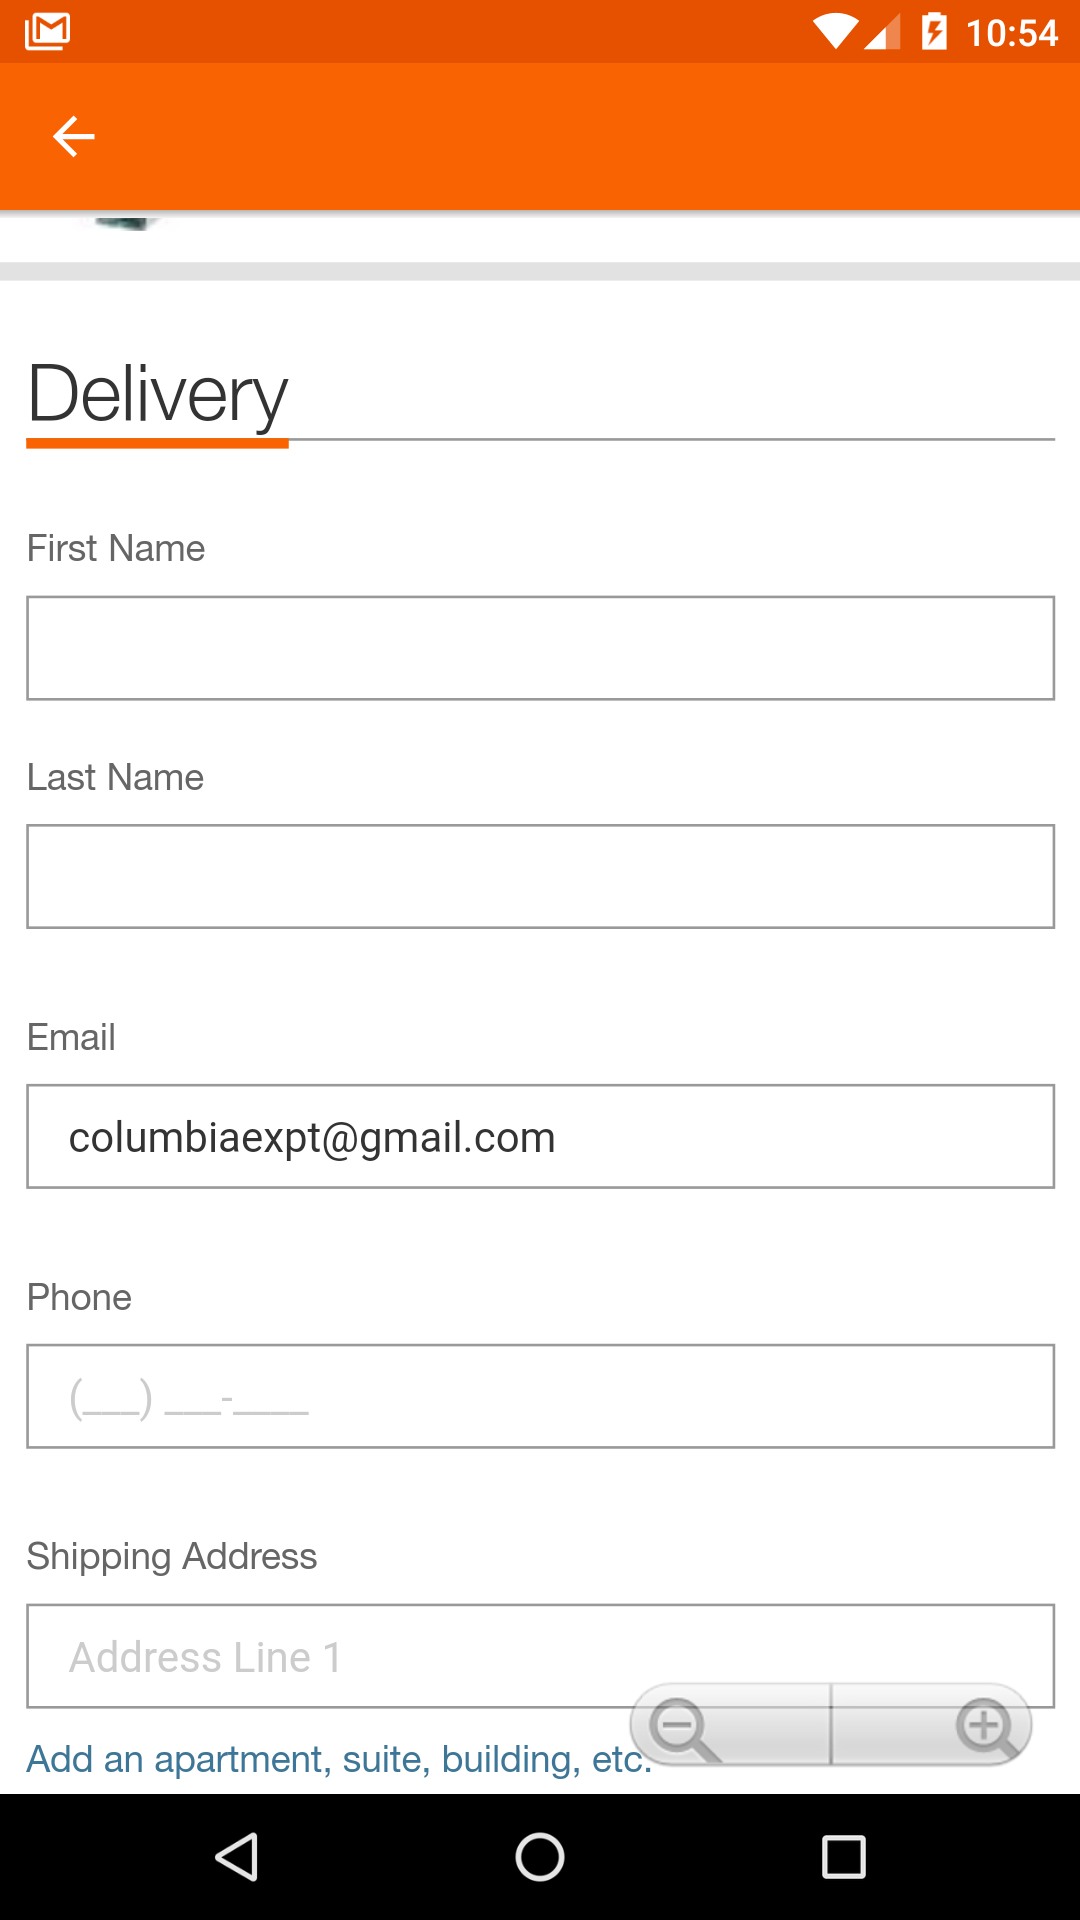 10:54
Delivery
First Name
Last Name
Email
columbiaexpt@gmail.com
Phone
(___) ___-____
Shipping Address
Address Line 1
Add an apartment, suite, building, etc.